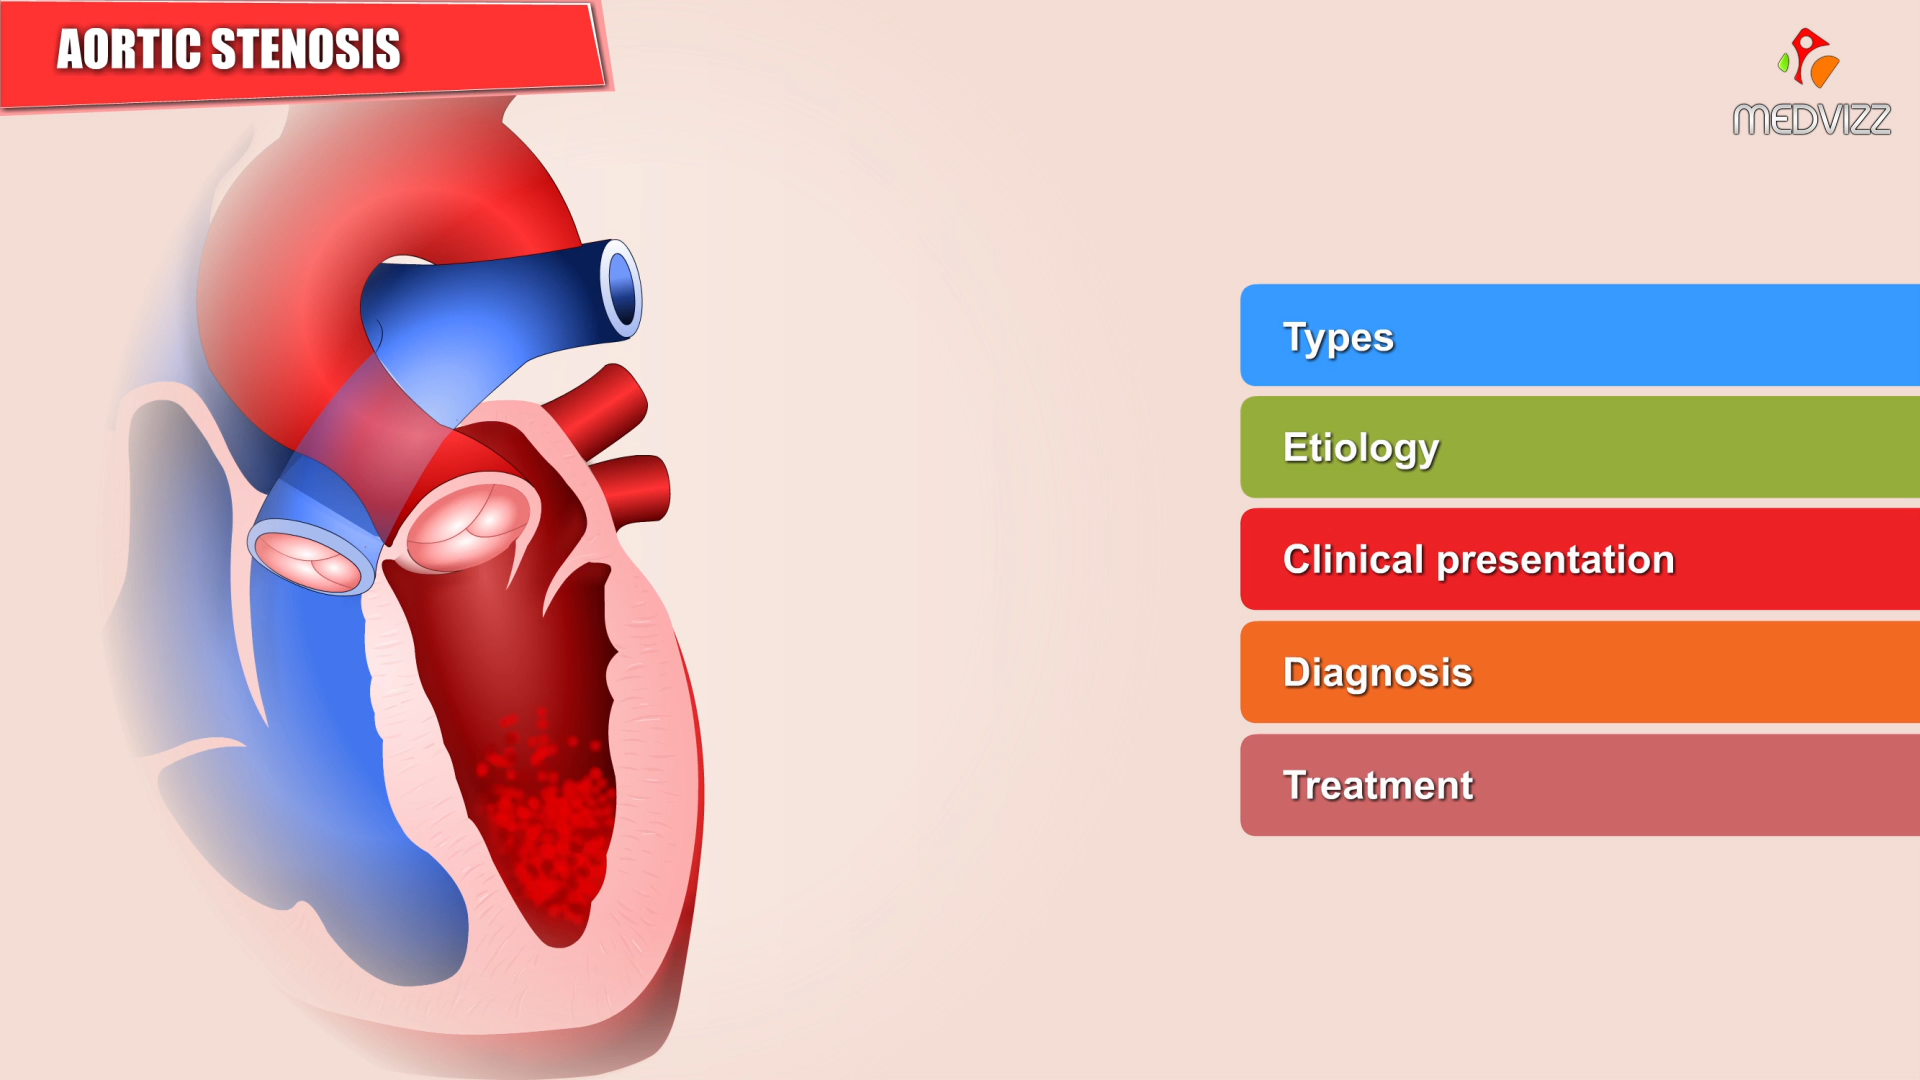 AORTIC STENOSIS
MEDVIZZ
Types
Etiology
Clinical presentation
Diagnosis
Treatment